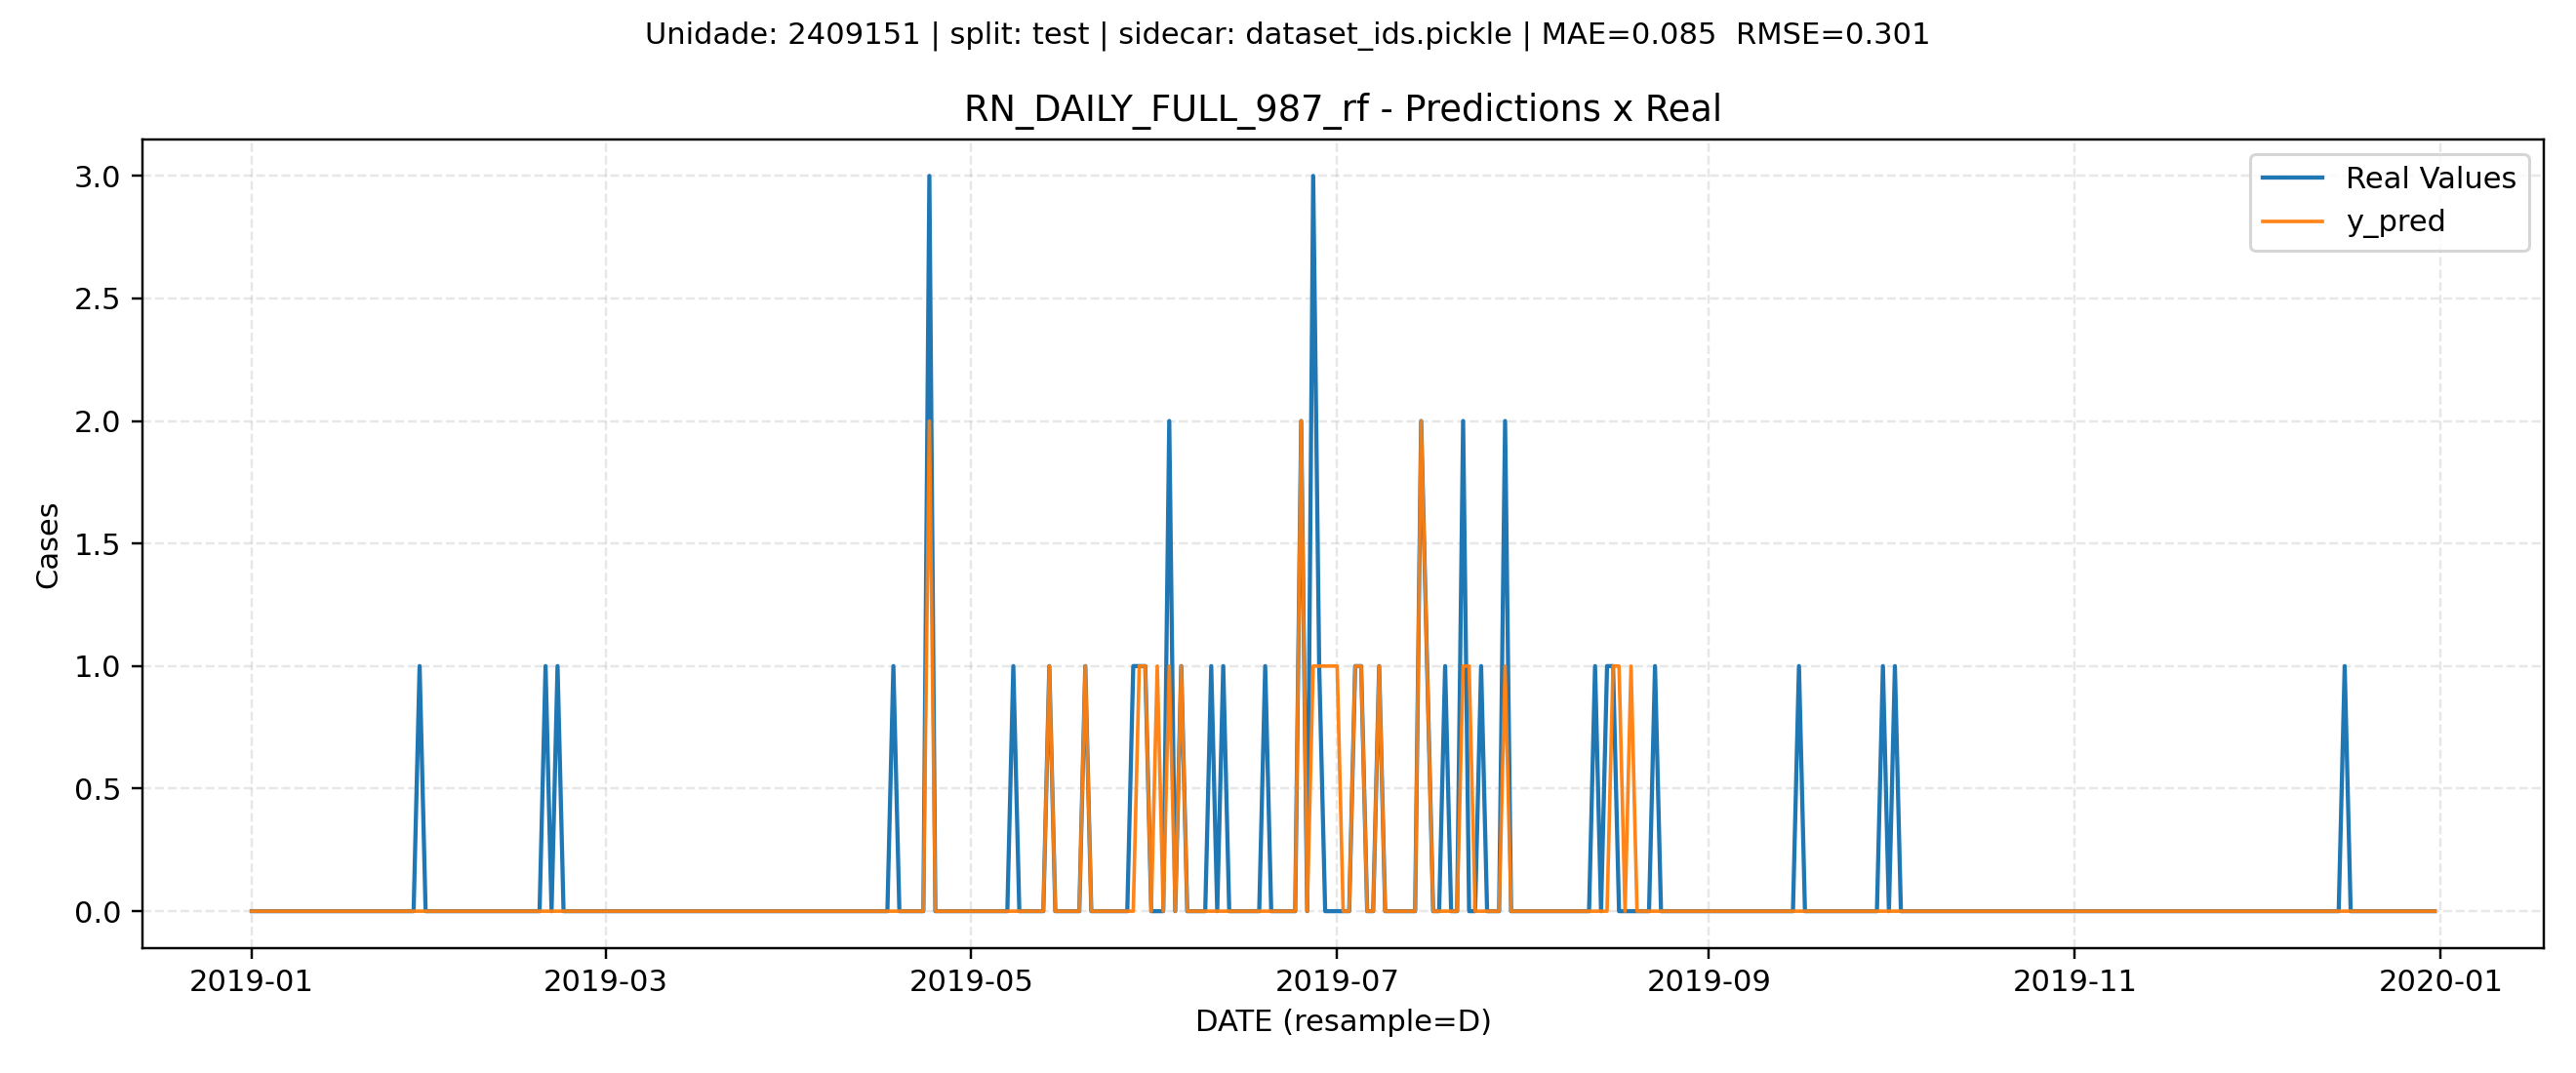 Unidade: 2409151 | split: test | sidecar: dataset_ids.pickle | MAE=0.085  RMSE=0.301
RN_DAILY_FULL_987_rf - Predictions x Real
Real Values
y_pred
Cases
3.0
2.5
2.0
1.5
1.0
0.5
0.0
2019-01 2019-03 2019-05 2019-07 2019-09 2019-11 2020-01
DATE (resample=D)